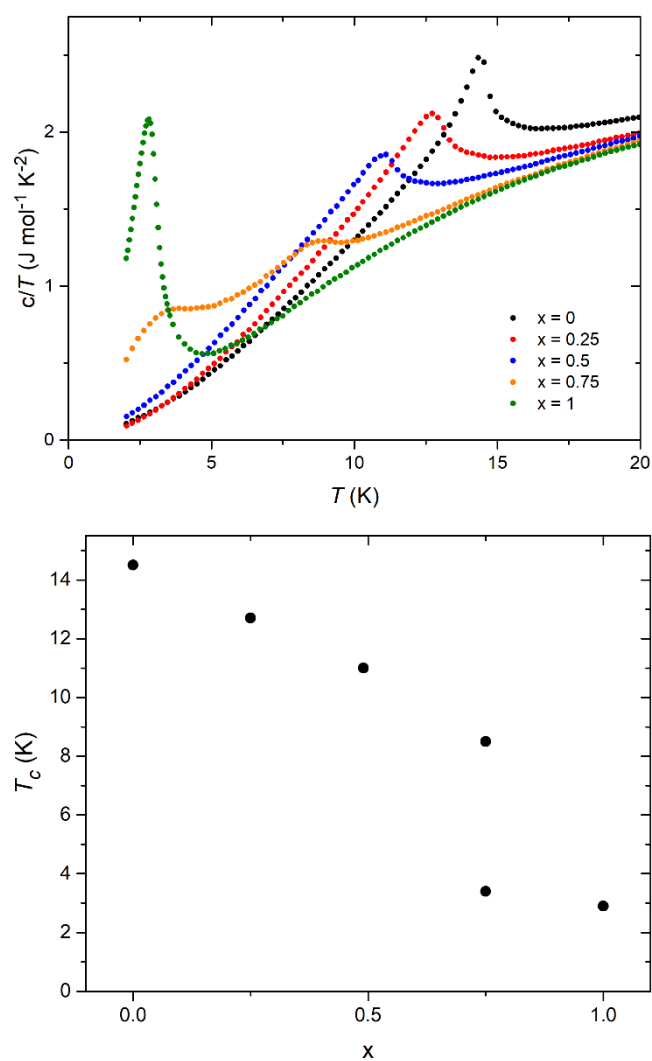 2
1
0
c/T (J mol⁻¹ K⁻²)
x = 0
x = 0.25
x = 0.5
x = 0.75
x = 1
0 5 10 15 20
T (K)
14
12
10
8
6
4
2
0
T_c (K)
0.0 0.5 1.0
x